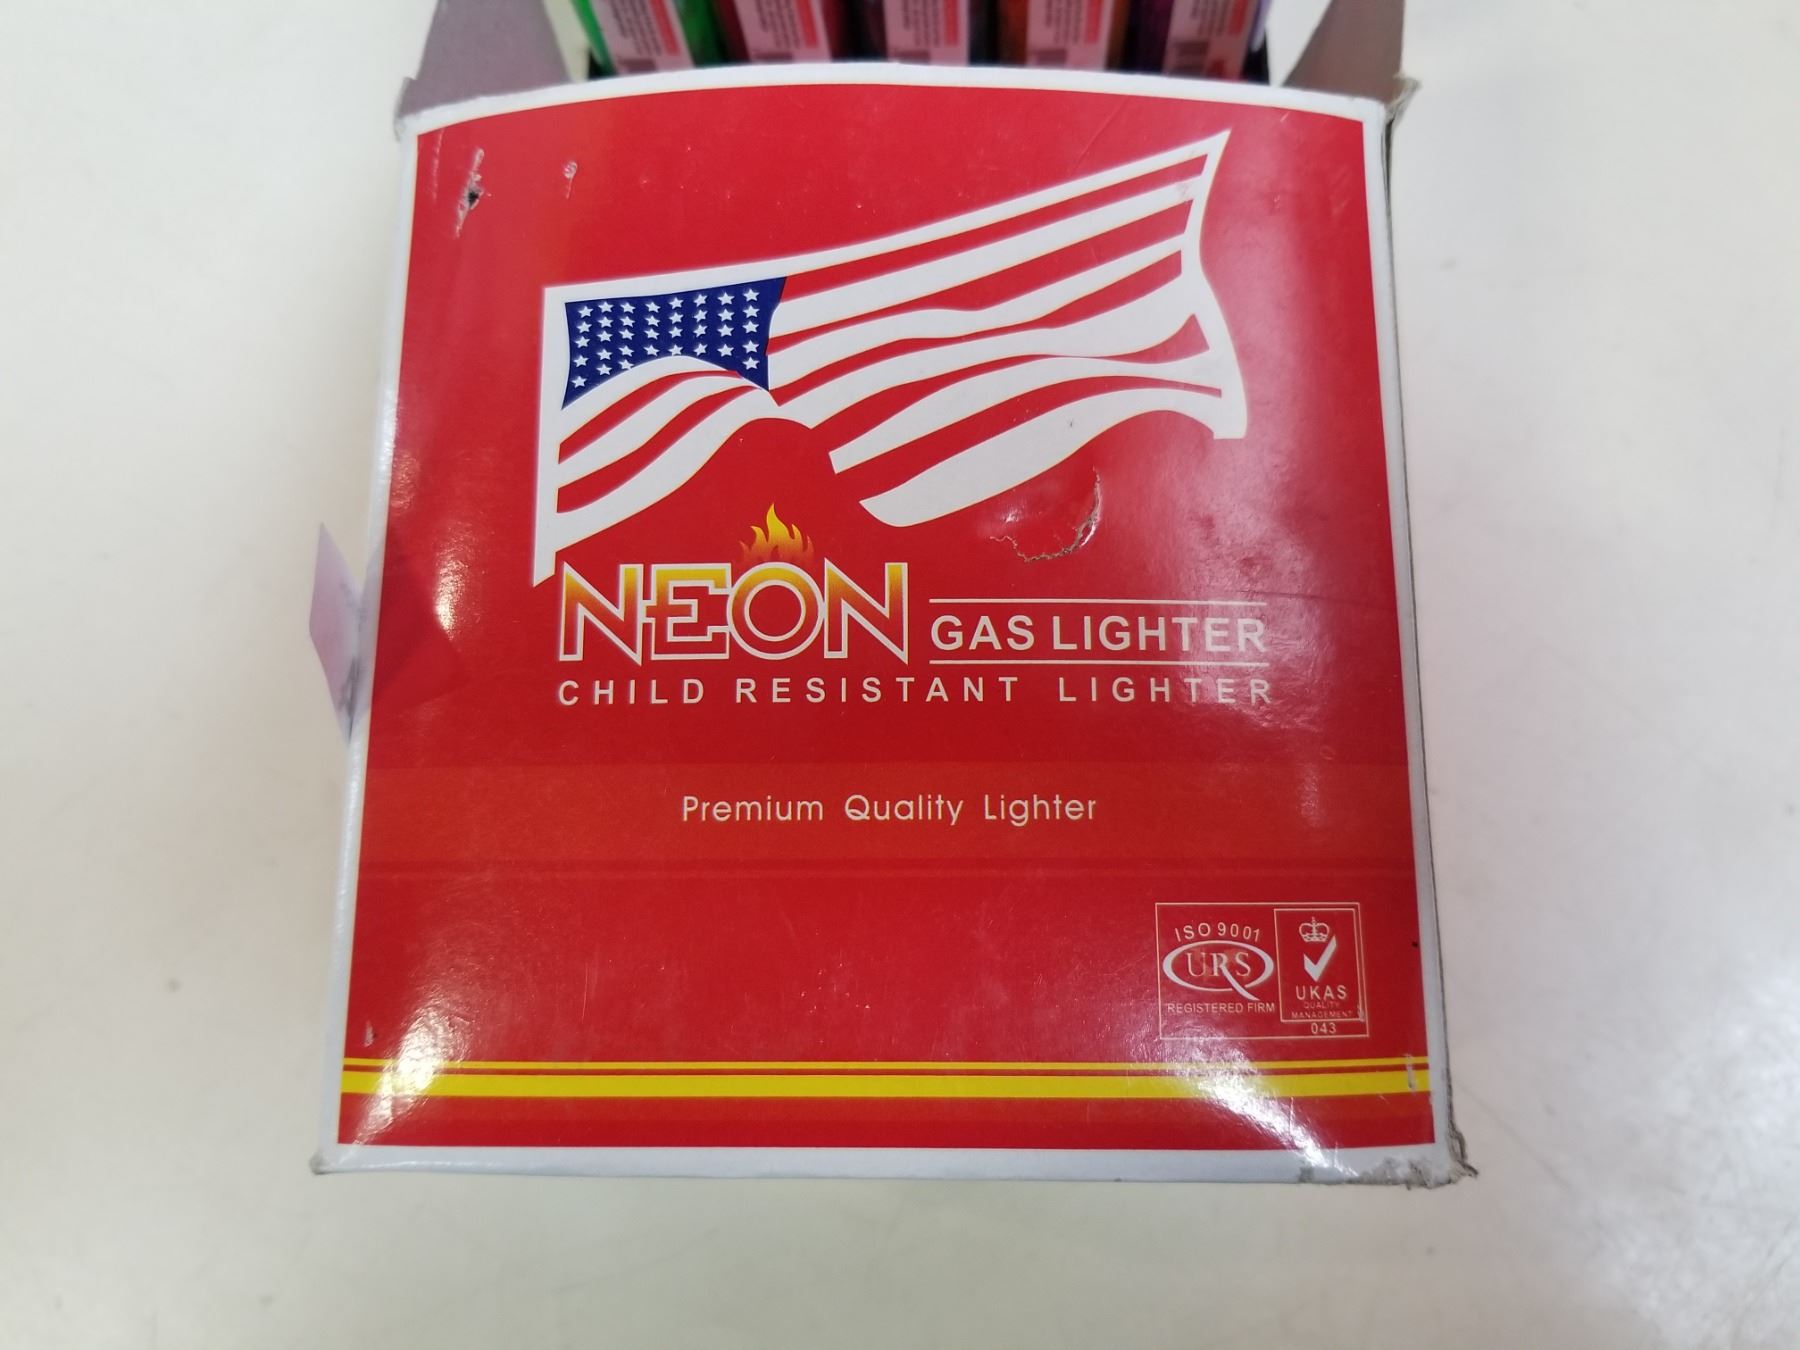 NEON GAS LIGHTER
CHILD RESISTANT LIGHTER
Premium Quality Lighter
ISO 9001
URS
REGISTERED FIRM
UKAS
QUALITY
MANAGEMENT
043